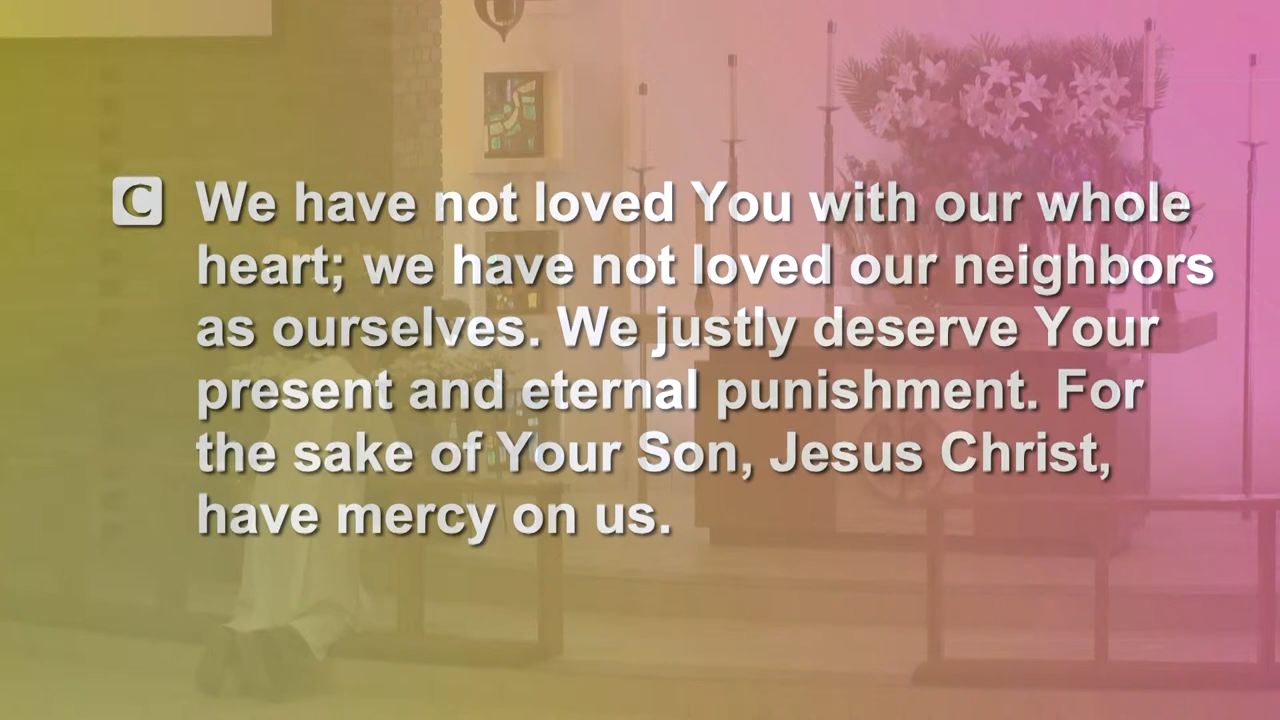 C We have not loved You with our whole
heart; we have not loved our neighbors
as ourselves. We justly deserve Your
present and eternal punishment. For
the sake of Your Son, Jesus Christ,
have mercy on us.